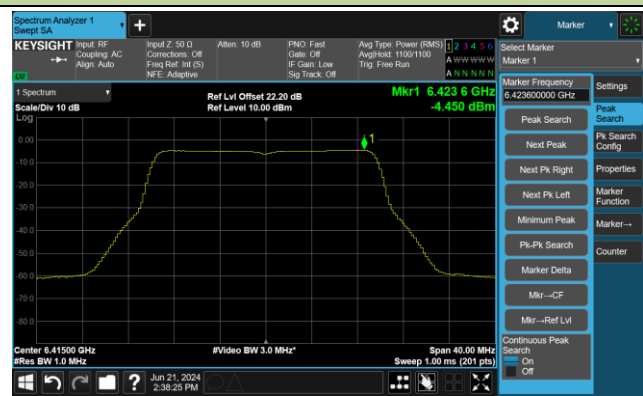 Spectrum Analyzer 1
Swept SA
Marker
KEYSIGHT
Input: RF
Coupling: AC
Align: Auto
Input Z: 50 Ω
Corrections: Off
Freq Ref: Int (S)
NFE: Adaptive
Atten: 10 dB
PNO: Fast
Gate: Off
IF Gain: Low
Sig Track: Off
Avg Type: Power (RMS)
Avg|Hold: 1100/1100
Trig: Free Run
1 2 3 4 5 6
A W W W W W
A N N N N N
LW
Select Marker
Marker 1
1 Spectrum
Scale/Div 10 dB
Log
Ref Lvl Offset 22.20 dB
Ref Level 10.00 dBm
Mkr1 6.423 6 GHz
-4.450 dBm
1
0.00
-10.0
-20.0
-30.0
-40.0
-50.0
-60.0
-70.0
-80.0
Center 6.41500 GHz
#Res BW 1.0 MHz
#Video BW 3.0 MHz*
Span 40.00 MHz
Sweep 1.00 ms (201 pts)
Marker Frequency
6.423600000 GHz
Peak Search
Next Peak
Next Pk Right
Next Pk Left
Minimum Peak
Pk-Pk Search
Marker Delta
Mkr→CF
Mkr→Ref Lvl
Continuous Peak
Search
On
Off
Settings
Peak
Search
Pk Search
Config
Properties
Marker
Function
Marker→
Counter
?
Jun 21, 2024
2:38:25 PM